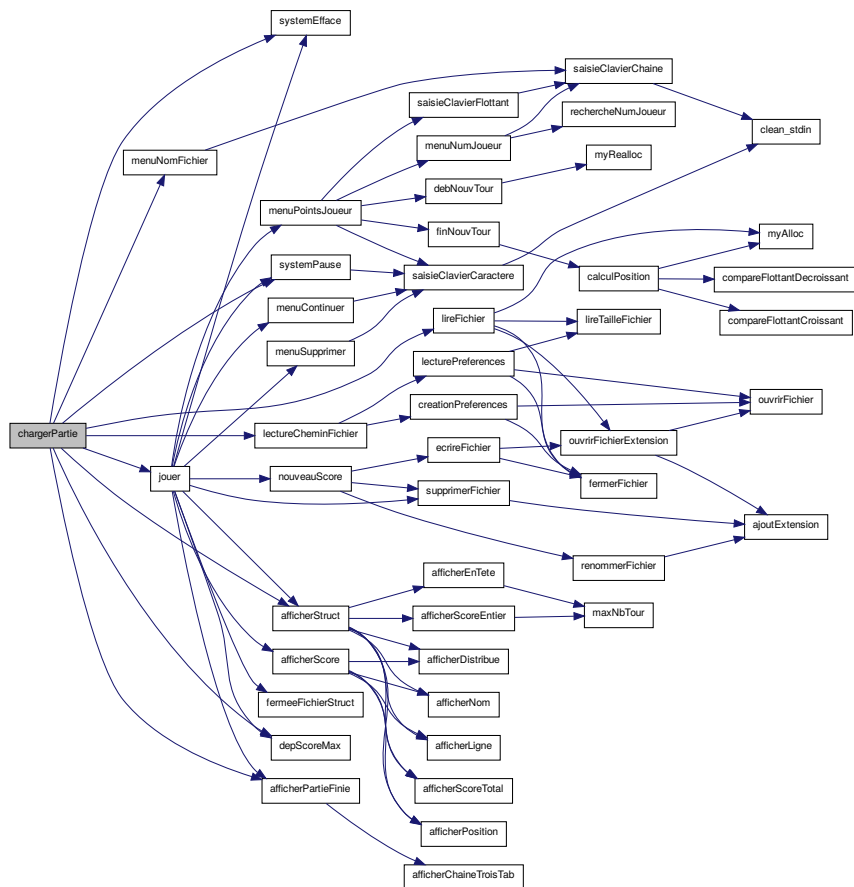 systemEfface
saisieClavierChaine
saisieClavierFlottant
rechercheNumJoueur
clean_stdin
menuNumJoueur
menuNomFichier
myRealloc
debNouvTour
menuPointsJoueur
finNouvTour
myAlloc
systemPause
saisieClavierCaractere
calculPosition
compareFlottantDecroissant
menuContinuer
lireFichier
lireTailleFichier
compareFlottantCroissant
menuSupprimer
lecturePreferences
creationPreferences
ouvrirFichier
chargerPartie
lectureCheminFichier
ouvrirFichierExtension
ecrireFichier
jouer
nouveauScore
fermerFichier
supprimerFichier
ajoutExtension
renommerFichier
afficherEnTete
afficherStruct
afficherScoreEntier
maxNbTour
afficherScore
afficherDistribue
fermeeFichierStruct
afficherNom
depScoreMax
afficherLigne
afficherPartieFinie
afficherScoreTotal
afficherPosition
afficherChaineTroisTab